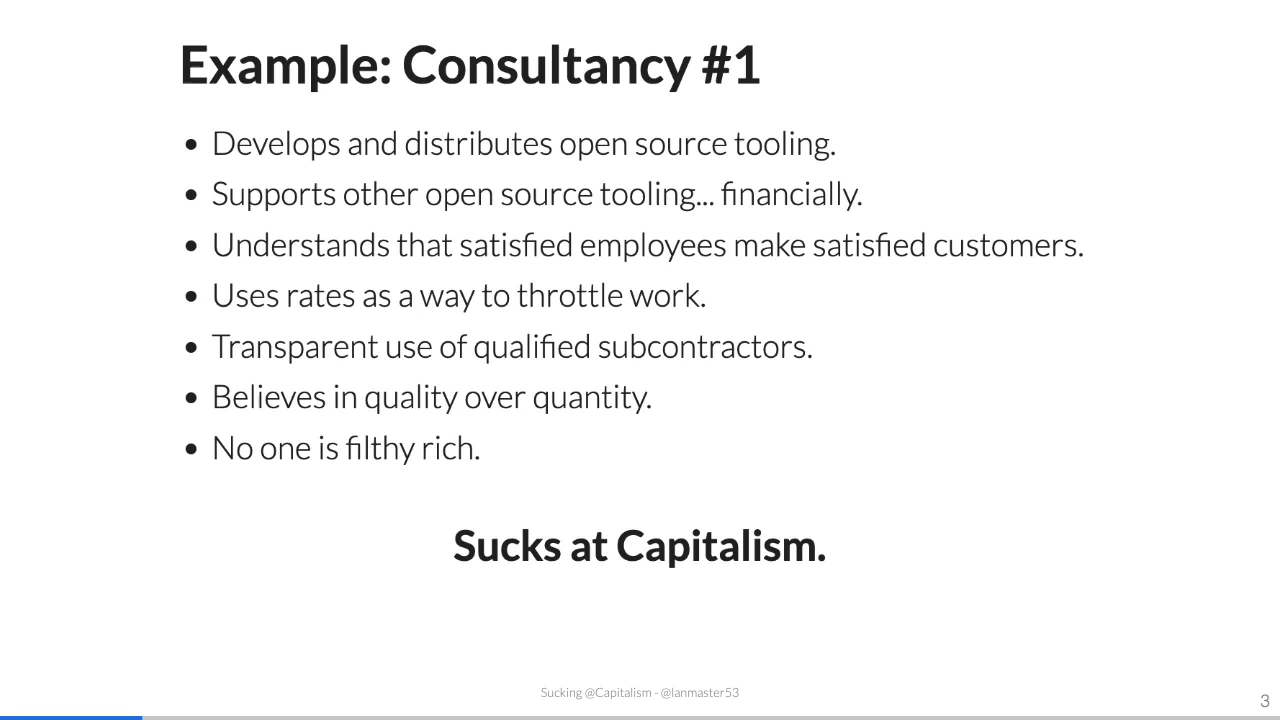 Example: Consultancy #1
• Develops and distributes open source tooling.
• Supports other open source tooling... financially.
• Understands that satisfied employees make satisfied customers.
• Uses rates as a way to throttle work.
• Transparent use of qualified subcontractors.
• Believes in quality over quantity.
• No one is filthy rich.
Sucks at Capitalism.
Sucking @Capitalism - @lanmaster53
3